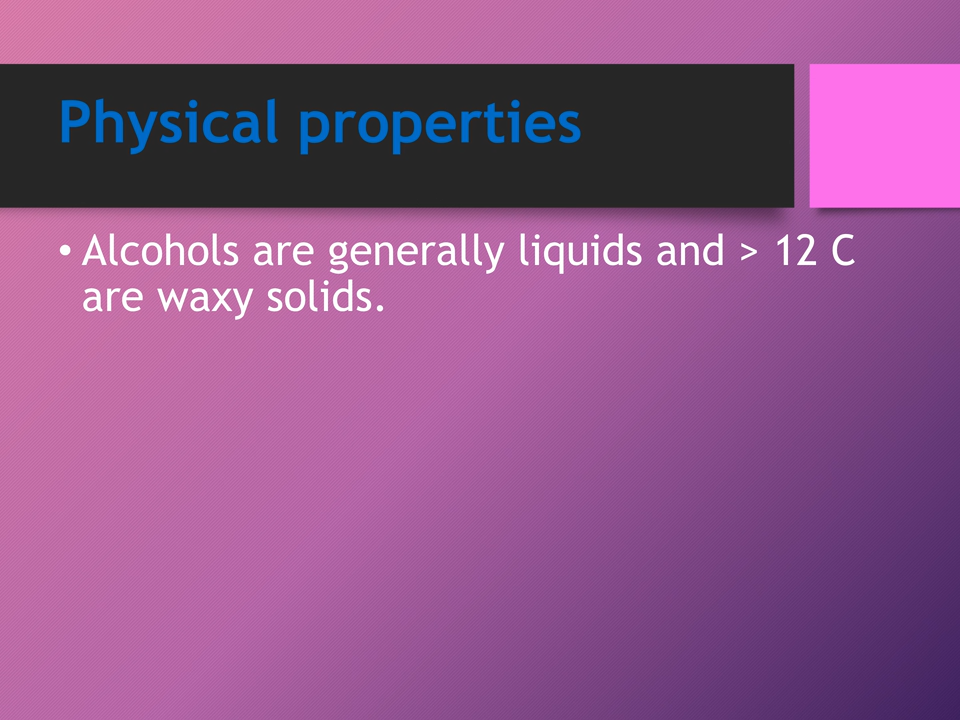 Physical properties
• Alcohols are generally liquids and > 12 C
are waxy solids.